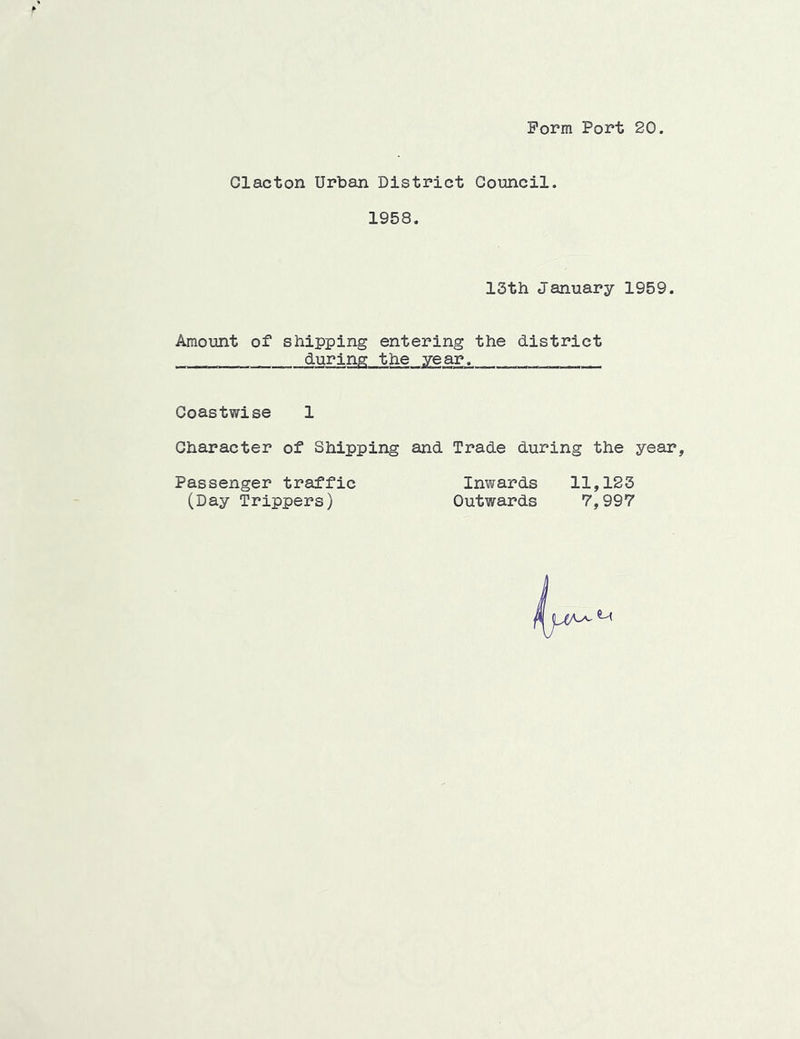 Form Port 20.
Clacton Urban District Council.
1958.
13th January 1959.
Amount of shipping entering the district
during the year.
Coastwise 1
Character of Shipping and Trade during the year,
Passenger traffic Inwards 11,123
(Day Trippers) Outwards 7,997